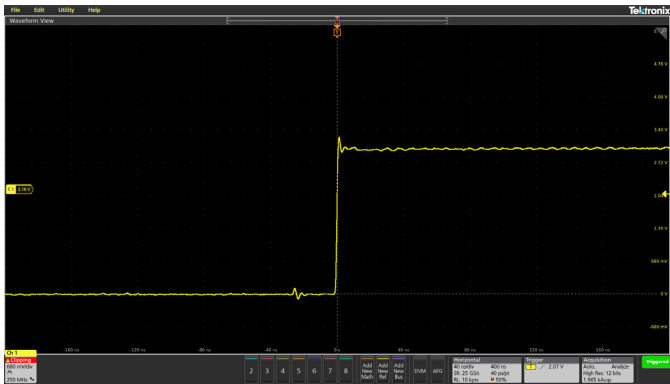 File Edit Utility Help
Tektronix
Waveform View
4.76 V
4.08 V
3.40 V
2.72 V
C1 2.16 V
2.04 V
1.36 V
680 mV
0 V
-680 mV
-160 ns -120 ns -80 ns -40 ns 0 s 40 ns 80 ns 120 ns 160 ns
Ch 1
Clipping
680 mV/div
250 MHz
2 3 4 5 6 7 8
Add New Math
Add New Ref
Add New Bus
DVM AFG
Horizontal
40 ns/div 400 ns
SR: 25 GS/s 40 ps/pt
RL: 10 kpts 50%
Trigger
1 2.07 V
Acquisition
Auto, Analyze
High Res: 12 bits
1.965 kAcqs
Triggered